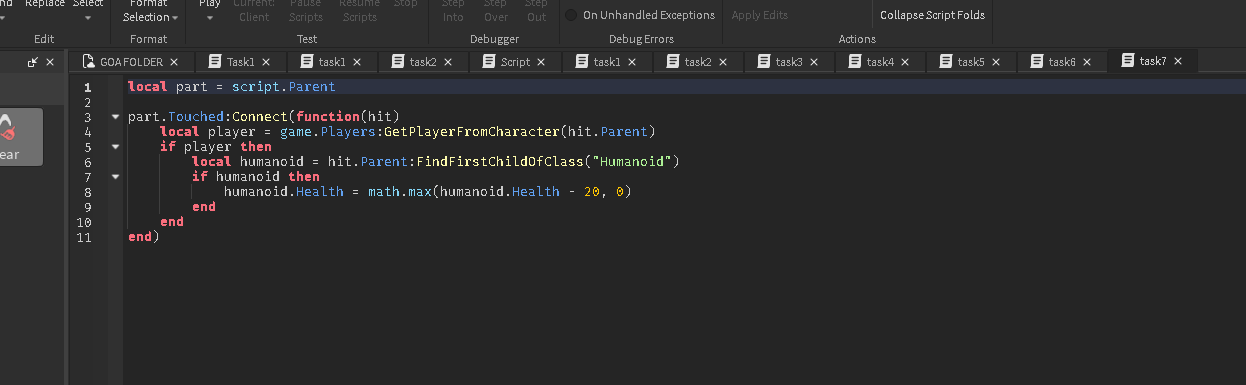 Replace Select
Format
Selection
Play
Current:
Client
Pause
Scripts
Resume
Scripts
Stop
Step
Into
Step
Over
Step
Out
On Unhandled Exceptions
Apply Edits
Collapse Script Folds
Edit
Format
Test
Debugger
Debug Errors
Actions
GOAFOLDER
Task1
task1
task2
Script
task1
task2
task3
task4
task5
task6
task7
ear
1 local part = script.Parent
2
3 part.Touched:Connect(function(hit)
4 local player = game.Players:GetPlayerFromCharacter(hit.Parent)
5 if player then
6 local humanoid = hit.Parent:FindFirstChildOfClass("Humanoid")
7 if humanoid then
8 humanoid.Health = math.max(humanoid.Health - 20, 0)
9 end
10 end
11 end)